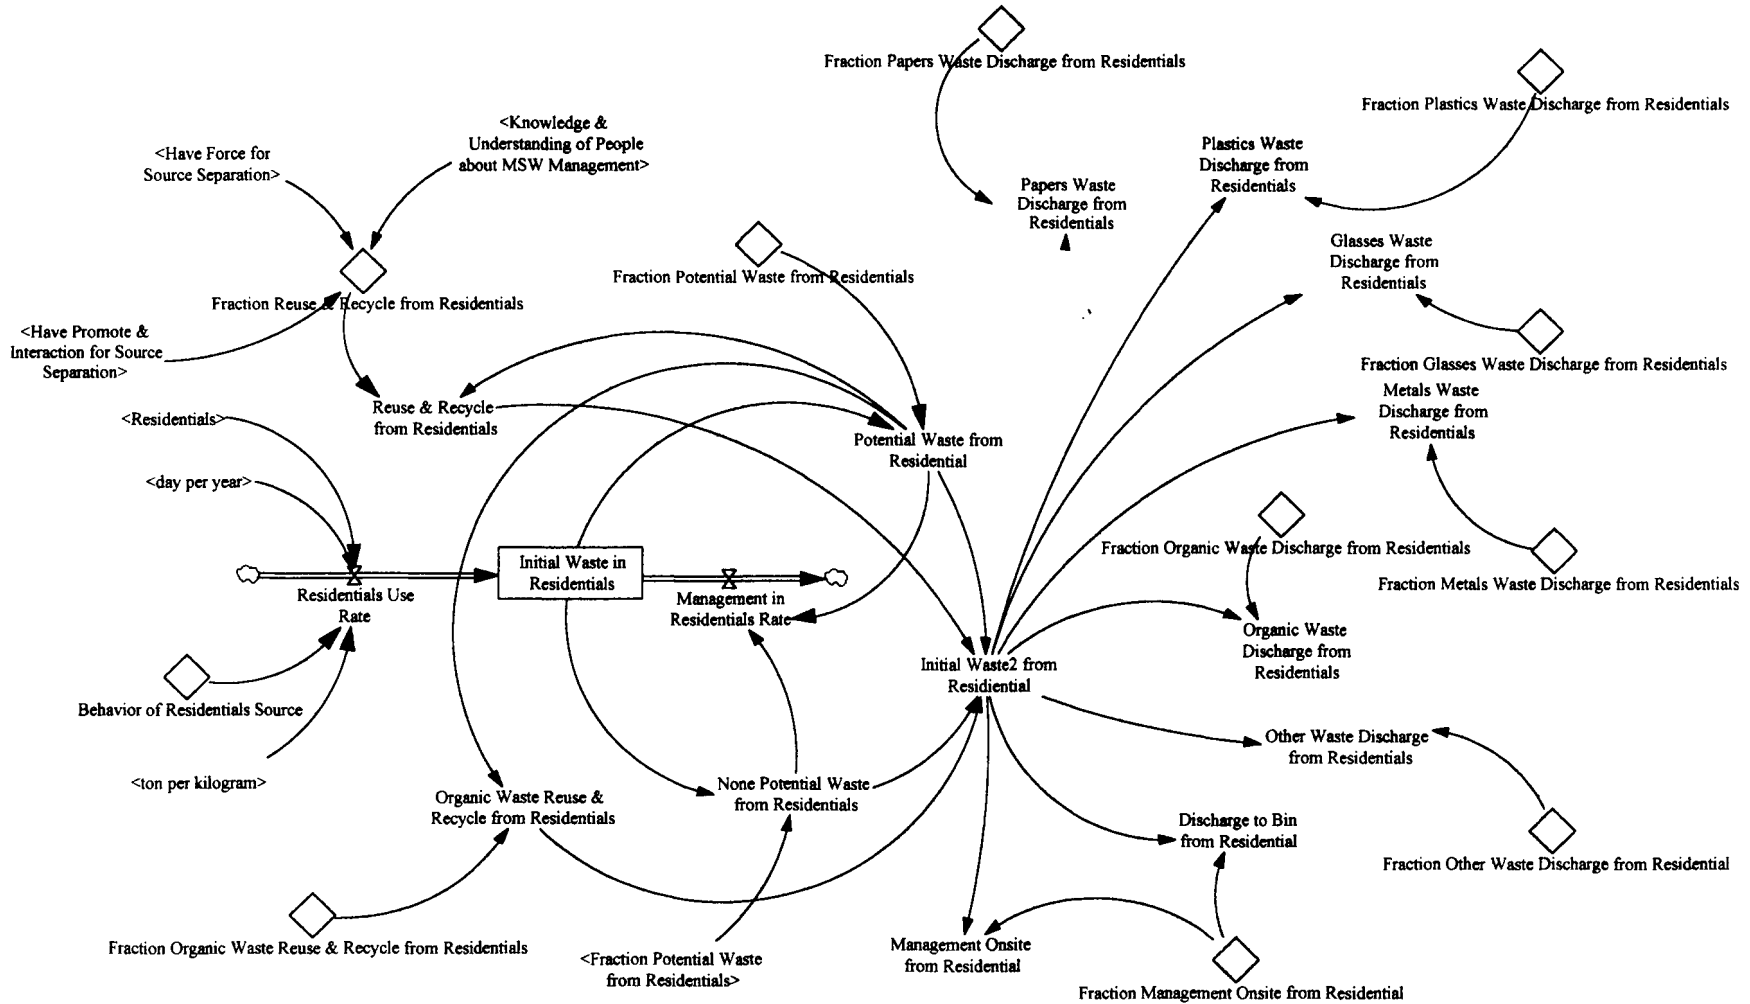 Fraction Papers Waste Discharge from Residentials
Fraction Plastics Waste Discharge from Residentials
<Knowledge &
Understanding of People
about MSW Management>
<Have Force for
Source Separation>
Plastics Waste
Discharge from
Residentials
Papers Waste
Discharge from
Residentials
Glasses Waste
Discharge from
Residentials
Fraction Potential Waste from Residentials
Fraction Reuse & Recycle from Residentials
<Have Promote &
Interaction for Source
Separation>
Fraction Glasses Waste Discharge from Residentials
Metals Waste
Discharge from
Residentials
Reuse & Recycle
from Residentials
<Residentials>
Potential Waste from
Residential
<day per year>
Fraction Organic Waste Discharge from Residentials
Initial Waste in
Residentials
Fraction Metals Waste Discharge from Residentials
Residentials Use
Rate
Management in
Residentials Rate
Organic Waste
Discharge from
Residentials
Initial Waste2 from
Residiential
Behavior of Residentials Source
Other Waste Discharge
from Residentials
<ton per kilogram>
None Potential Waste
from Residentials
Organic Waste Reuse &
Recycle from Residentials
Discharge to Bin
from Residential
Fraction Other Waste Discharge from Residential
Fraction Organic Waste Reuse & Recycle from Residentials
<Fraction Potential Waste
from Residentials>
Management Onsite
from Residential
Fraction Management Onsite from Residential